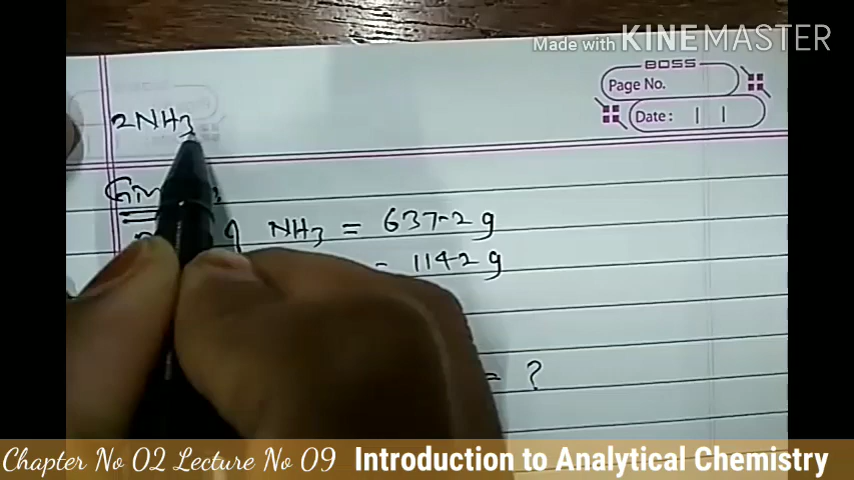 Made with KINEMASTER
BOSS
Page No.
Date: | |
2NH3
NH3 = 637.2 g
= 1142 g
= ?
Chapter No 02 Lecture No 09 Introduction to Analytical Chemistry